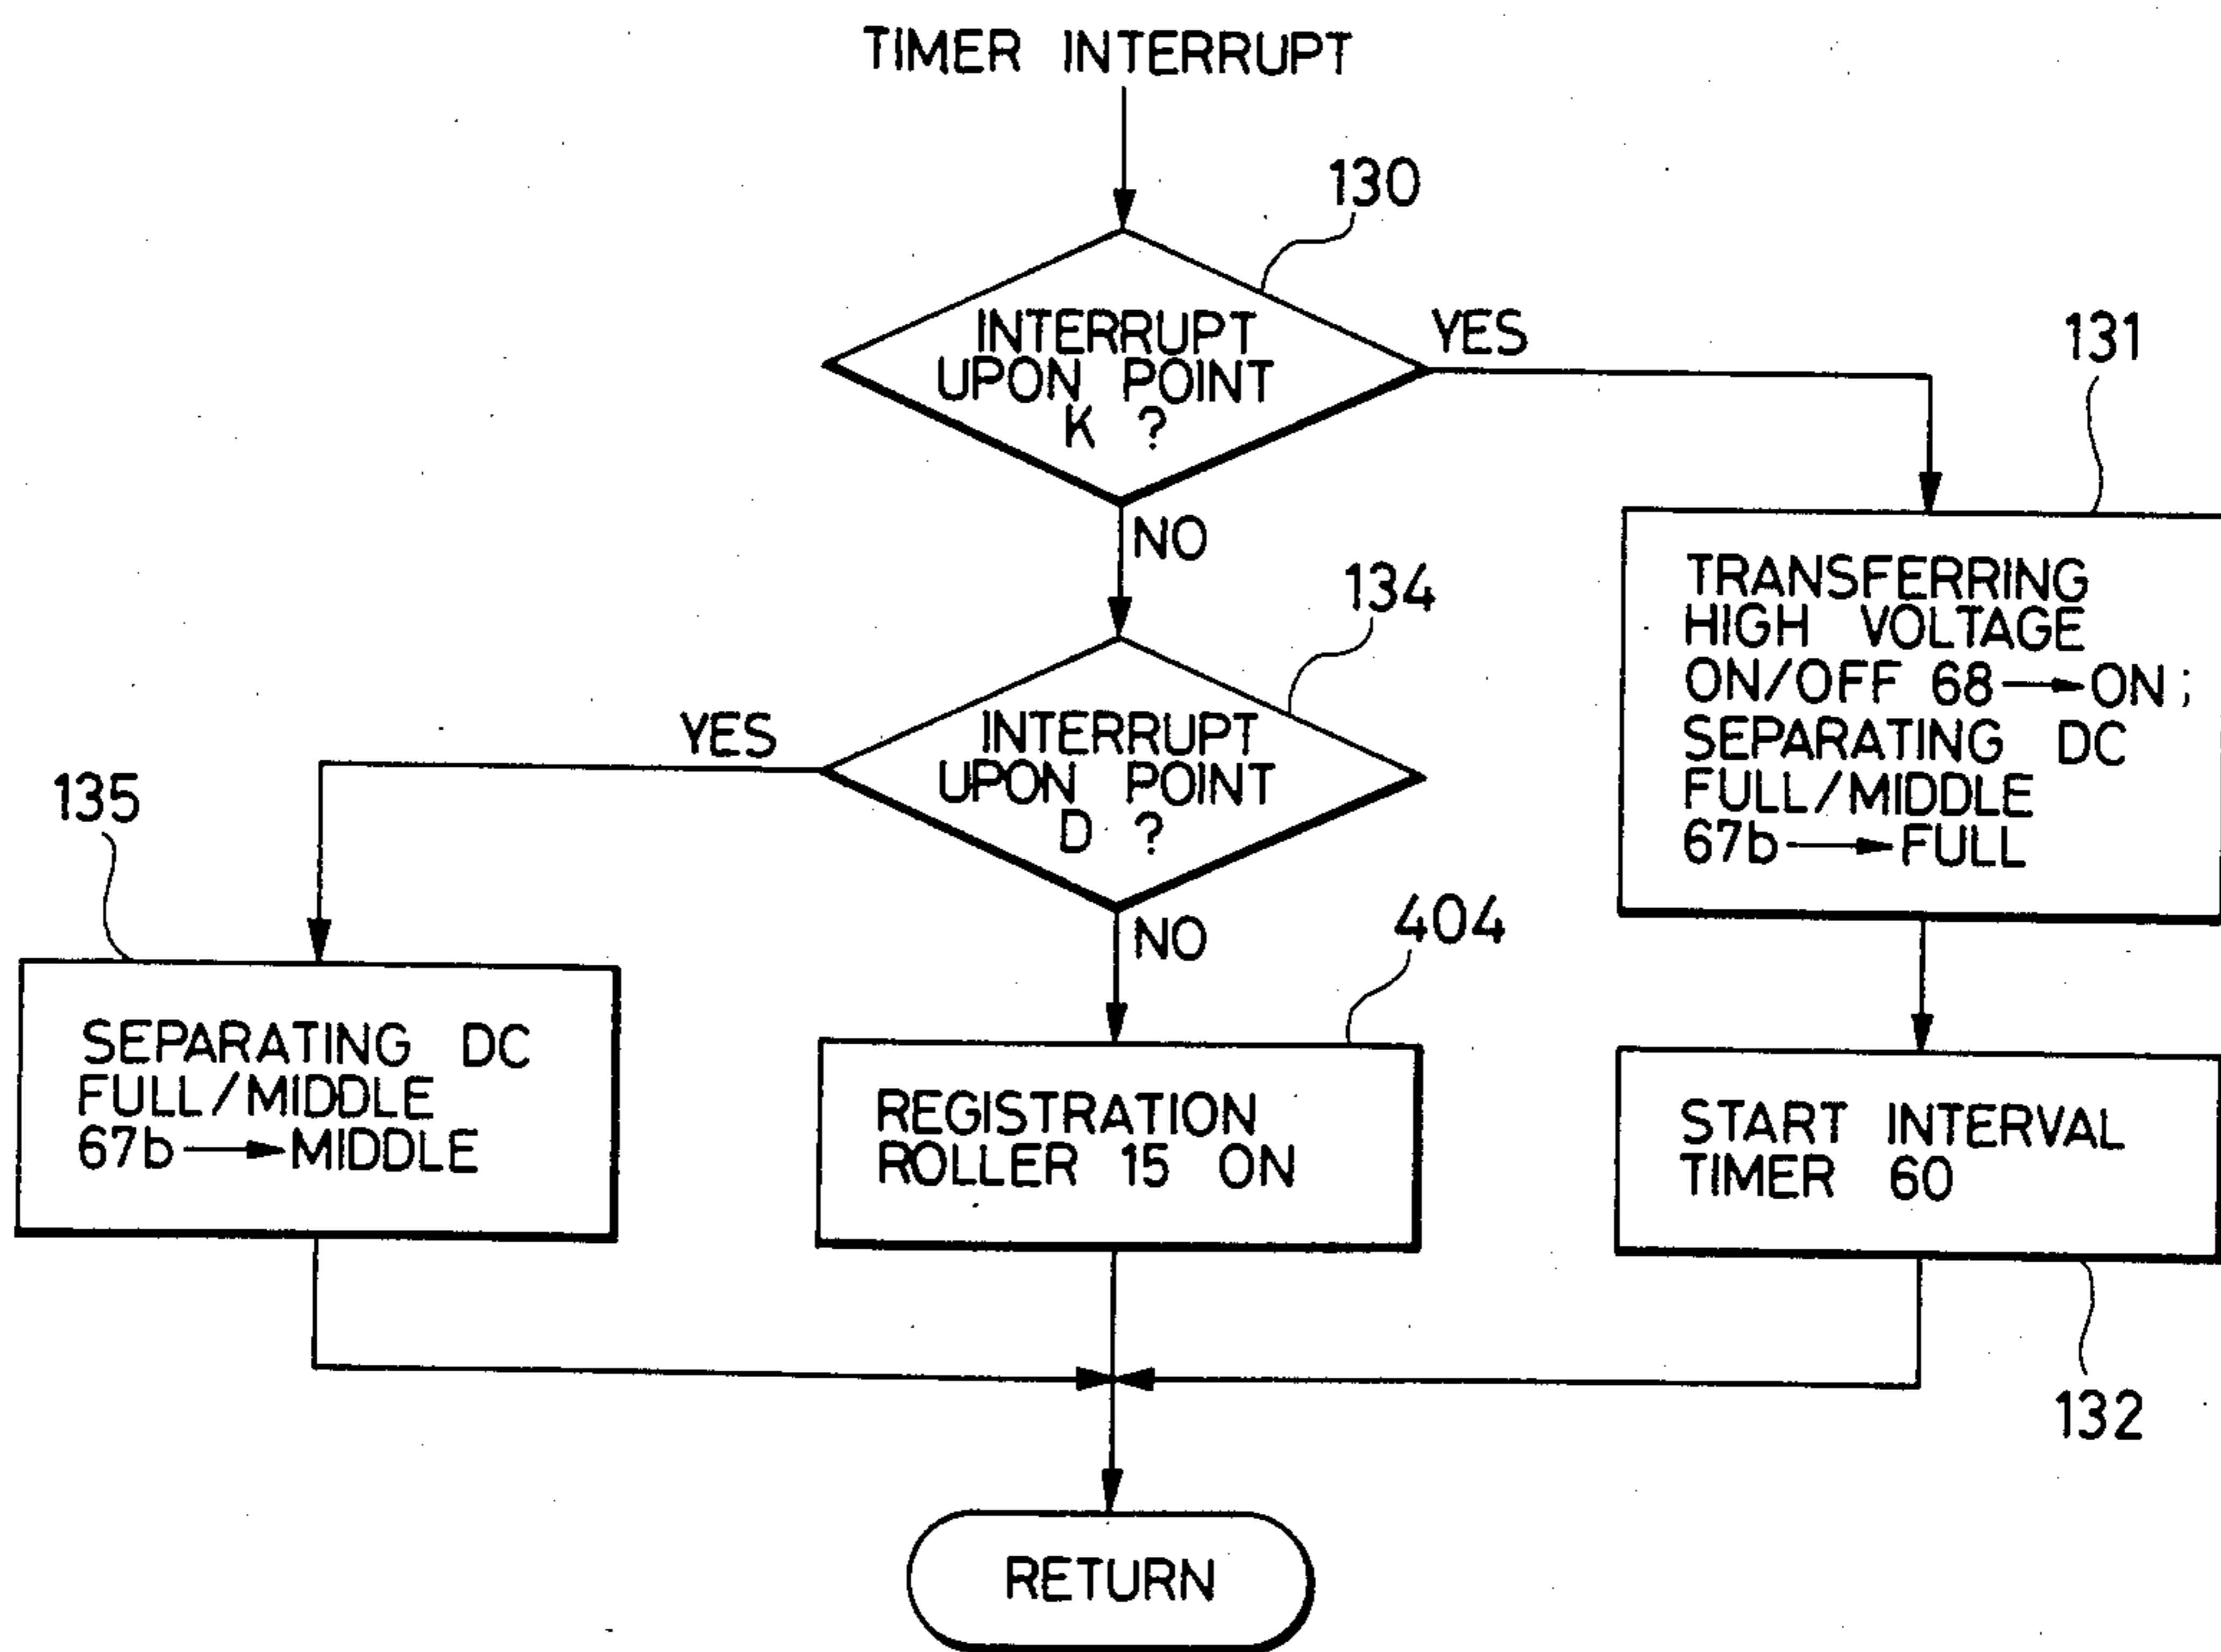 TIMER INTERRUPT
130
INTERRUPT
UPON POINT
K ?
YES
NO
131
TRANSFERRING
HIGH VOLTAGE
ON/OFF 68→ON;
SEPARATING DC
FULL/MIDDLE
67b→FULL
134
INTERRUPT
UPON POINT
D ?
YES
NO
135
SEPARATING DC
FULL/MIDDLE
67b→MIDDLE
404
REGISTRATION
ROLLER 15 ON
START INTERVAL
TIMER 60
132
RETURN